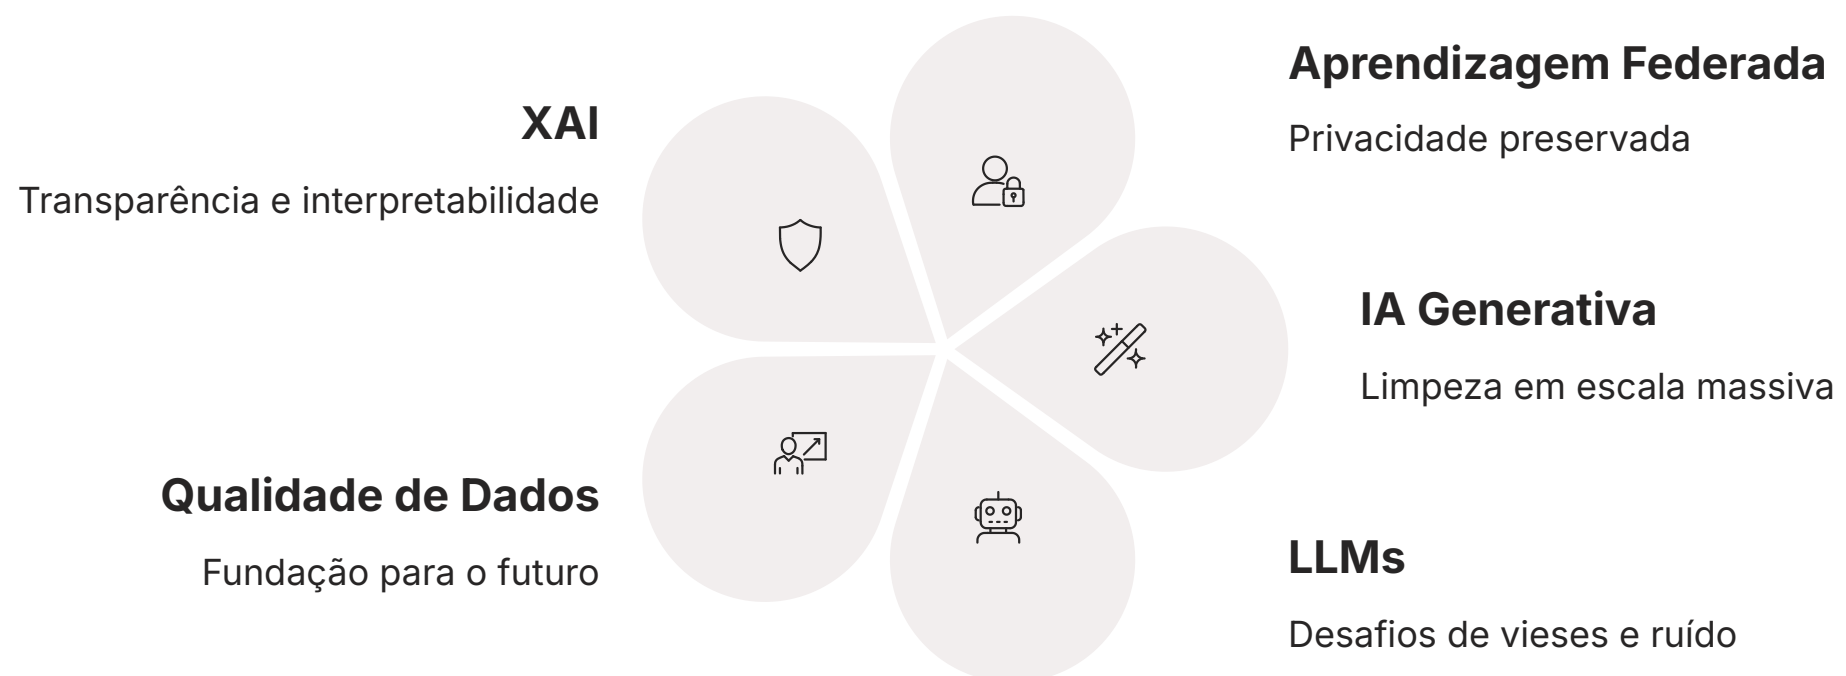 XAI
Transparência e interpretabilidade
Qualidade de Dados
Fundação para o futuro
Aprendizagem Federada
Privacidade preservada
IA Generativa
Limpeza em escala massiva
LLMs
Desafios de vieses e ruído